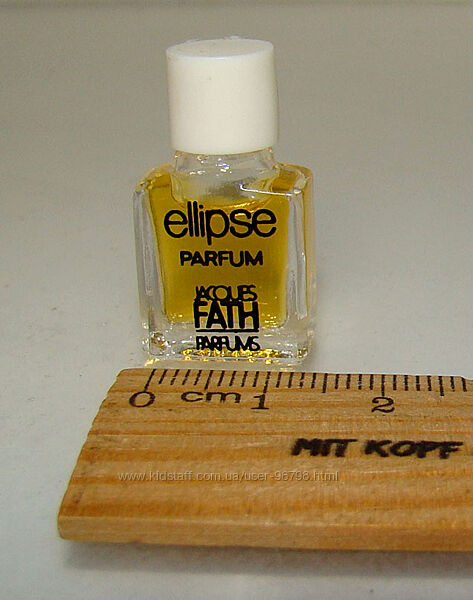 ellipse
PARFUM
JACQUES
FATH
PARFUMS
0 cm 1 2
MIT KOPF
www.kidstaff.com.ua/user-96798.html